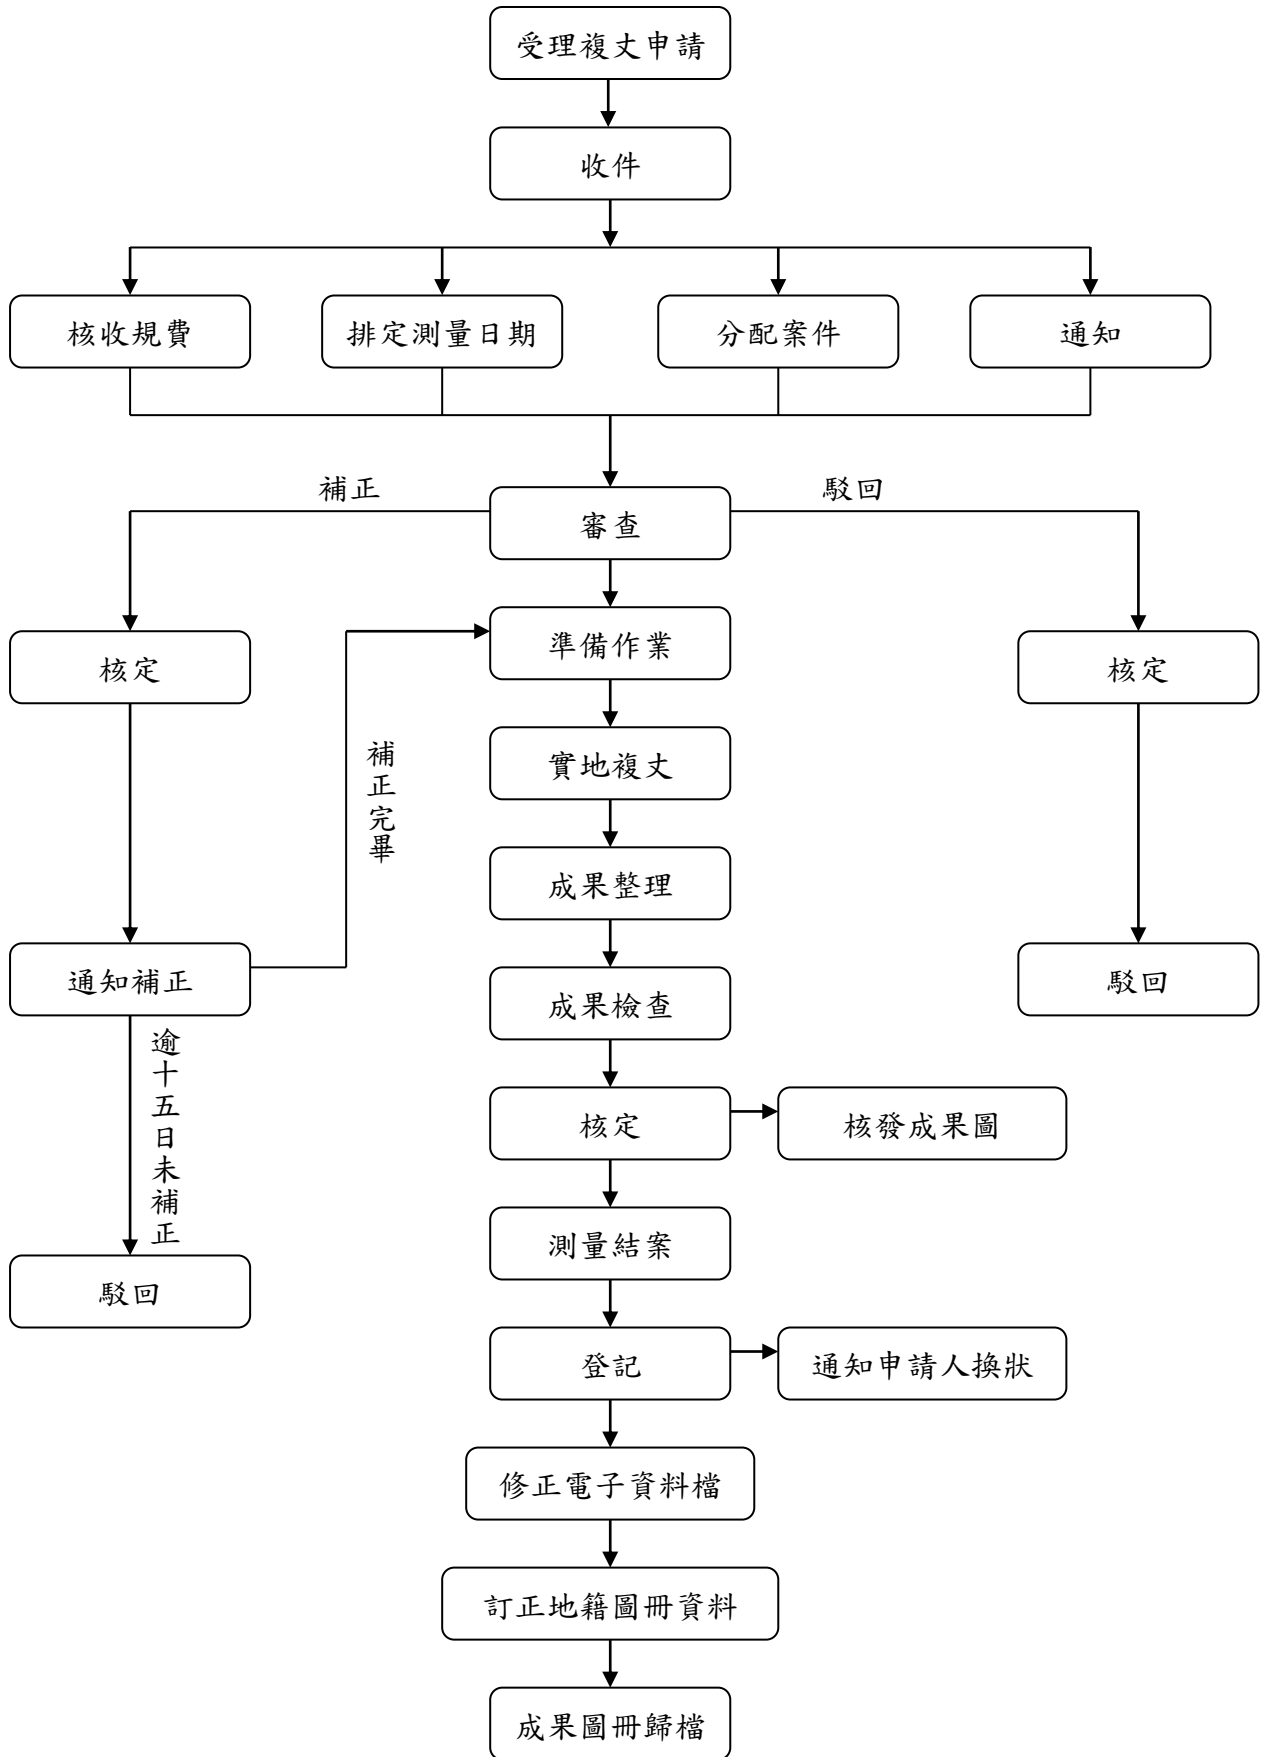 受理複丈申請
收件
核收規費
排定測量日期
分配案件
通知
補正
駁回
審查
準備作業
核定
核定
補正完畢
實地複丈
成果整理
通知補正
成果檢查
駁回
逾十五日未補正
核定
核發成果圖
測量結案
駁回
登記
通知申請人換狀
修正電子資料檔
訂正地籍圖冊資料
成果圖冊歸檔